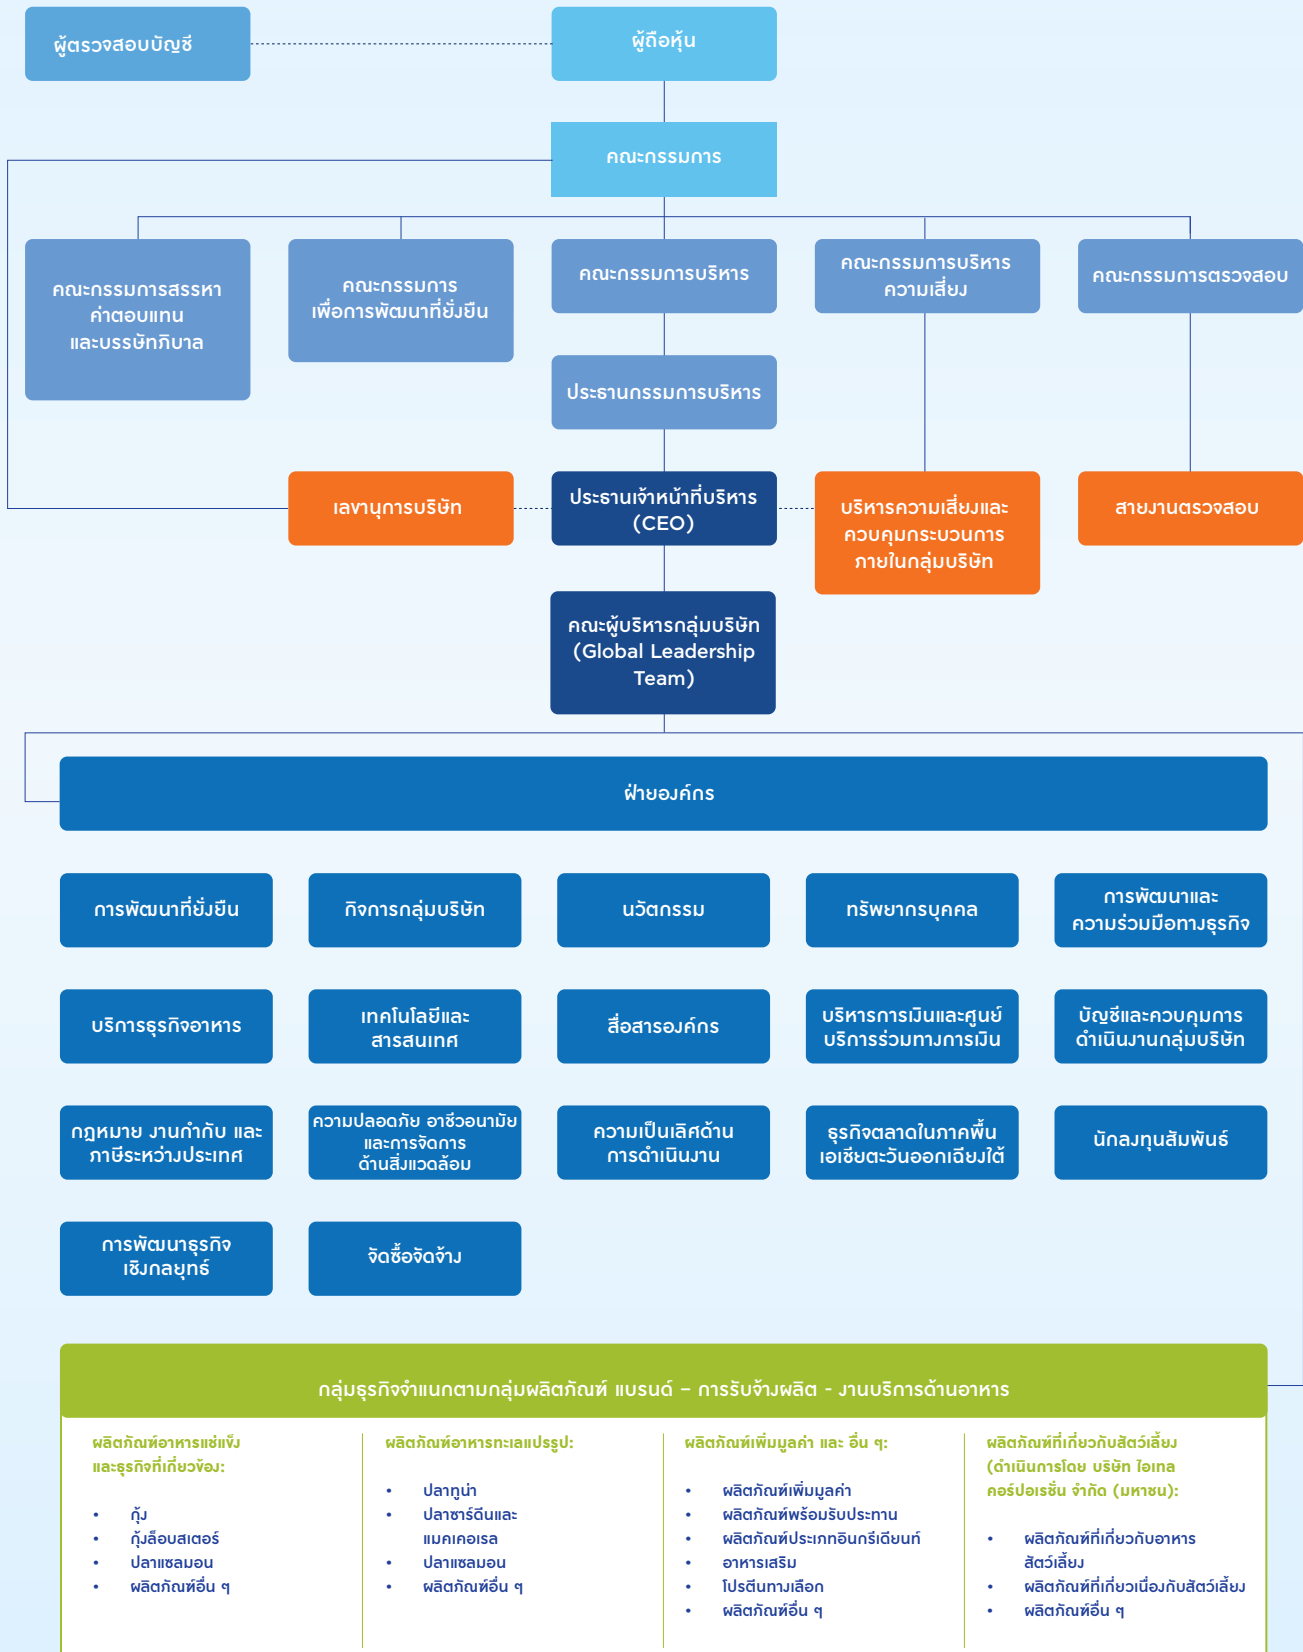 ผู้ตรวจสอบบัญชี
ผู้ถือหุ้น
คณะกรรมการ
คณะกรรมการสรรหา
ค่าตอบแทน
และบรรษัทภิบาล
คณะกรรมการ
เพื่อการพัฒนาที่ยั่งยืน
คณะกรรมการบริหาร
คณะกรรมการบริหาร
ความเสี่ยง
คณะกรรมการตรวจสอบ
ประธานกรรมการบริหาร
เลขานุการบริษัท
ประธานเจ้าหน้าที่บริหาร
(CEO)
บริหารความเสี่ยงและ
ควบคุมกระบวนการ
ภายในกลุ่มบริษัท
สายงานตรวจสอบ
คณะผู้บริหารกลุ่มบริษัท
(Global Leadership
Team)
ฝ่ายองค์กร
การพัฒนาที่ยั่งยืน
กิจการกลุ่มบริษัท
นวัตกรรม
ทรัพยากรบุคคล
การพัฒนาและ
ความร่วมมือทางธุรกิจ
บริการธุรกิจอาหาร
เทคโนโลยีและ
สารสนเทศ
สื่อสารองค์กร
บริหารการเงินและศูนย์
บริการร่วมทางการเงิน
บัญชีและควบคุมการ
ดำเนินงานกลุ่มบริษัท
กฎหมาย งานกำกับ และ
ภาษีระหว่างประเทศ
ความปลอดภัย อาชีวอนามัย
และการจัดการ
ด้านสิ่งแวดล้อม
ความเป็นเลิศด้าน
การดำเนินงาน
ธุรกิจตลาดในภาคพื้น
เอเชียตะวันออกเฉียงใต้
นักลงทุนสัมพันธ์
การพัฒนาธุรกิจ
เชิงกลยุทธ์
จัดซื้อจัดจ้าง
กลุ่มธุรกิจจำแนกตามกลุ่มผลิตภัณฑ์ แบรนด์ – การรับจ้างผลิต - งานบริการด้านอาหาร
ผลิตภัณฑ์อาหารแช่แข็ง
และธุรกิจที่เกี่ยวข้อง:
• กุ้ง
• กุ้งล็อบสเตอร์
• ปลาแซลมอน
• ผลิตภัณฑ์อื่น ๆ
ผลิตภัณฑ์อาหารทะเลแปรรูป:
• ปลาทูน่า
• ปลาซาร์ดีนและ
แมคเคอเรล
• ปลาแซลมอน
• ผลิตภัณฑ์อื่น ๆ
ผลิตภัณฑ์เพิ่มมูลค่า และ อื่น ๆ:
• ผลิตภัณฑ์เพิ่มมูลค่า
• ผลิตภัณฑ์พร้อมรับประทาน
• ผลิตภัณฑ์ประเภทอินกรีเดียนท์
• อาหารเสริม
• โปรตีนทางเลือก
• ผลิตภัณฑ์อื่น ๆ
ผลิตภัณฑ์ที่เกี่ยวกับสัตว์เลี้ยง
(ดำเนินการโดย บริษัท ไอเทล
คอร์ปอเรชั่น จำกัด (มหาชน):
• ผลิตภัณฑ์ที่เกี่ยวกับอาหาร
สัตว์เลี้ยง
• ผลิตภัณฑ์ที่เกี่ยวเนื่องกับสัตว์เลี้ยง
• ผลิตภัณฑ์อื่น ๆ